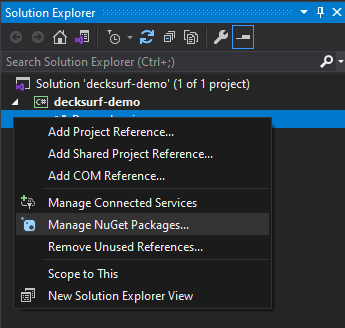 Solution Explorer
Search Solution Explorer (Ctrl+;)
Solution 'decksurf-demo' (1 of 1 project)
C# decksurf-demo
Add Project Reference...
Add Shared Project Reference...
Add COM Reference...
Manage Connected Services
Manage NuGet Packages...
Remove Unused References...
Scope to This
New Solution Explorer View